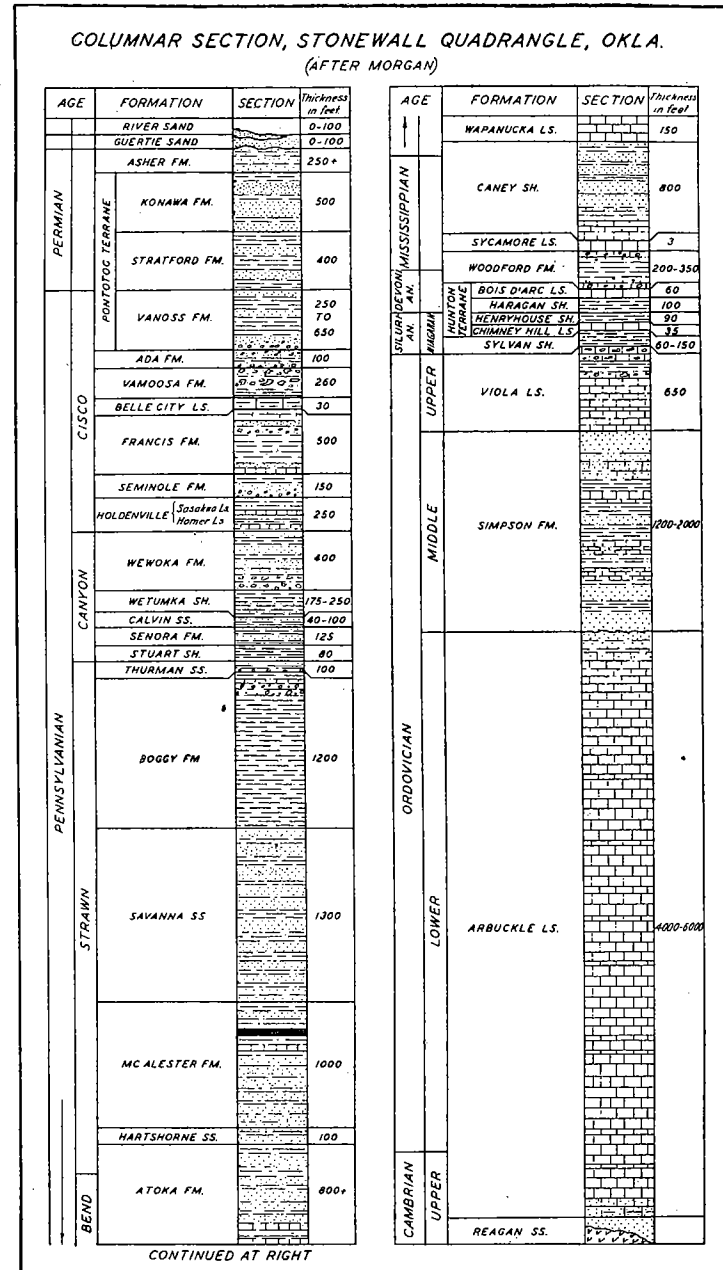 COLUMNAR SECTION, STONEWALL QUADRANGLE, OKLA.
(AFTER MORGAN)
AGE FORMATION SECTION Thickness in feet
RIVER SAND 0-100
GUERTIE SAND 0-100
ASHER FM. 250+
KONAWA FM. 500
STRATFORD FM. 400
VANOSS FM. 250 TO 650
ADA FM. 100
VAMOOSA FM. 260
BELLE CITY LS. 30
FRANCIS FM. 500
SEMINOLE FM. 150
HOLDENVILLE { Sasakwa Ls. Homer Ls 250
WEWOKA FM. 400
WETUMKA SH. 175-250
CALVIN SS. 40-100
SENORA FM. 125
STUART SH. 80
THURMAN SS. 100
BOGGY FM 1200
SAVANNA SS 1300
MC ALESTER FM. 1000
HARTSHORNE SS. 100
ATOKA FM. 800+
PERMIAN
PENNSYLVANIAN
PONTOTOG TERRANE
CISCO
CANYON
STRAWN
BEND
CONTINUED AT RIGHT
AGE FORMATION SECTION Thickness in feet
WAPANUCKA LS. 150
CANEY SH. 800
SYCAMORE LS. 3
WOODFORD FM. 200-350
BOIS D'ARC LS. 60
HARAGAN SH. 100
HENRYHOUSE SH. 90
CHIMNEY HILL LS 35
SYLVAN SH. 60-150
VIOLA LS. 650
SIMPSON FM. 1200-2000
ARBUCKLE LS. 4000-6000
REAGAN SS.
MISSISSIPPIAN
DEVONI AN.
SILURI AN.
NIAGARAN
HUNTON TERRANE
ORDOVICIAN
UPPER
MIDDLE
LOWER
CAMBRIAN
UPPER